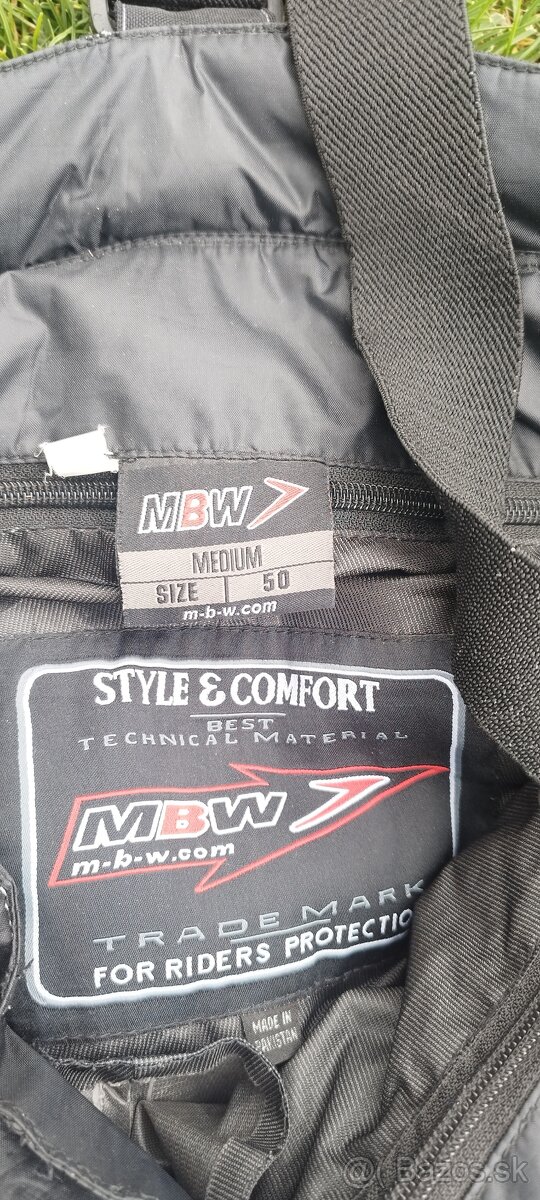 MBW
MEDIUM
SIZE 50
m-b-w.com
STYLE & COMFORT
BEST
TECHNICAL MATERIAL
MBW
m-b-w.com
TRADE MARK
FOR RIDERS PROTECTIO
MADE IN
PAKISTAN
@ Bazos.sk